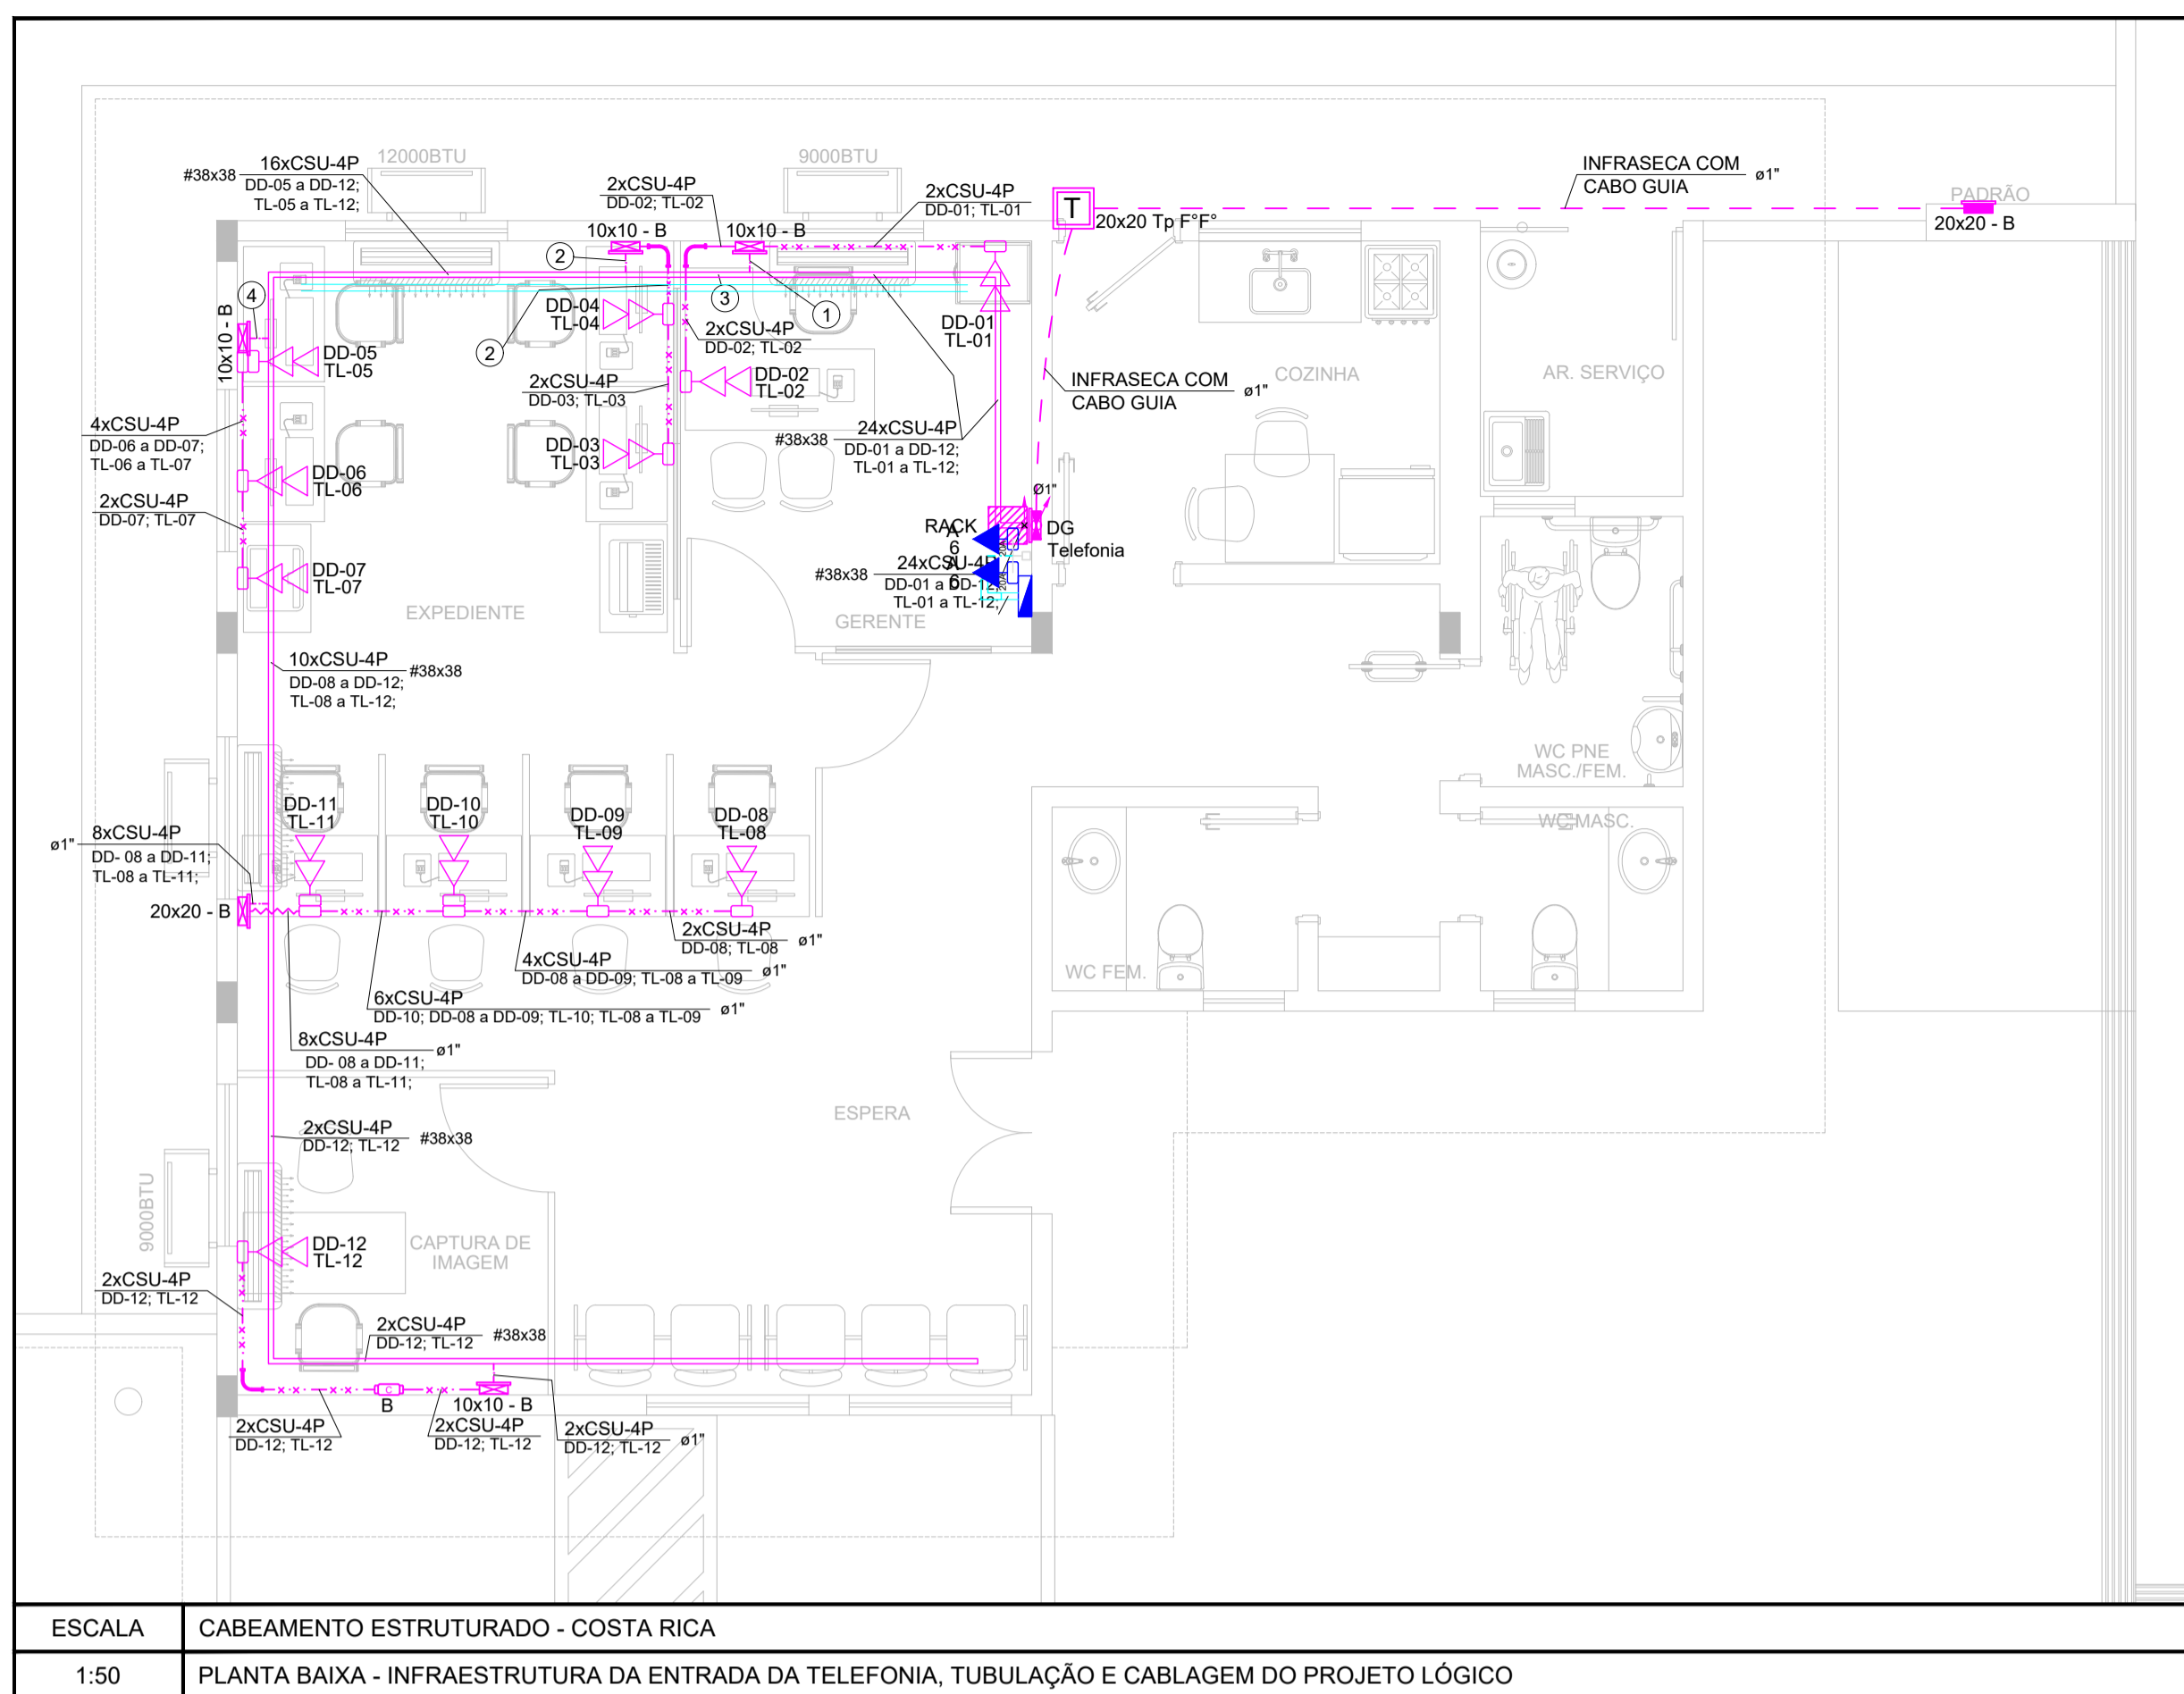 12000BTU
9000BTU
16xCSU-4P
#38x38
DD-05 a DD-12;
TL-05 a TL-12;
2xCSU-4P
DD-02; TL-02
2xCSU-4P
DD-01; TL-01
INFRASECA COM
CABO GUIA
ø1"
PADRÃO
20x20 - B
T
20x20 Tp F°F°
10x10 - B
10x10 - B
2
4
3
1
2
10x10 - B
DD-04
TL-04
DD-01
TL-01
2xCSU-4P
DD-02; TL-02
DD-05
TL-05
DD-02
TL-02
2xCSU-4P
DD-03; TL-03
INFRASECA COM
CABO GUIA
ø1"
COZINHA
AR. SERVIÇO
4xCSU-4P
DD-06 a DD-07;
TL-06 a TL-07
#38x38
24xCSU-4P
DD-01 a DD-12;
TL-01 a TL-12;
DD-03
TL-03
DD-06
TL-06
2xCSU-4P
DD-07; TL-07
Ø1"
RACK
A
6
DG
Telefonia
#38x38
24xCSU-4P
DD-01 a DD-12;
TL-01 a TL-12;
A
6
DD-07
TL-07
EXPEDIENTE
GERENTE
10xCSU-4P
#38x38
DD-08 a DD-12;
TL-08 a TL-12;
WC PNE
MASC./FEM.
WC MASC.
DD-11
TL-11
DD-10
TL-10
DD-09
TL-09
DD-08
TL-08
ø1"
8xCSU-4P
DD- 08 a DD-11;
TL-08 a TL-11;
20x20 - B
2xCSU-4P
DD-08; TL-08
ø1"
4xCSU-4P
DD-08 a DD-09; TL-08 a TL-09
ø1"
6xCSU-4P
DD-10; DD-08 a DD-09; TL-10; TL-08 a TL-09
ø1"
8xCSU-4P
ø1"
DD- 08 a DD-11;
TL-08 a TL-11;
WC FEM.
ESPERA
2xCSU-4P
DD-12; TL-12
#38x38
9000BTU
DD-12
TL-12
CAPTURA DE
IMAGEM
2xCSU-4P
DD-12; TL-12
2xCSU-4P
DD-12; TL-12
#38x38
C
B
10x10 - B
2xCSU-4P
DD-12; TL-12
2xCSU-4P
DD-12; TL-12
2xCSU-4P
DD-12; TL-12
ø1"
ESCALA
CABEAMENTO ESTRUTURADO - COSTA RICA
1:50
PLANTA BAIXA - INFRAESTRUTURA DA ENTRADA DA TELEFONIA, TUBULAÇÃO E CABLAGEM DO PROJETO LÓGICO